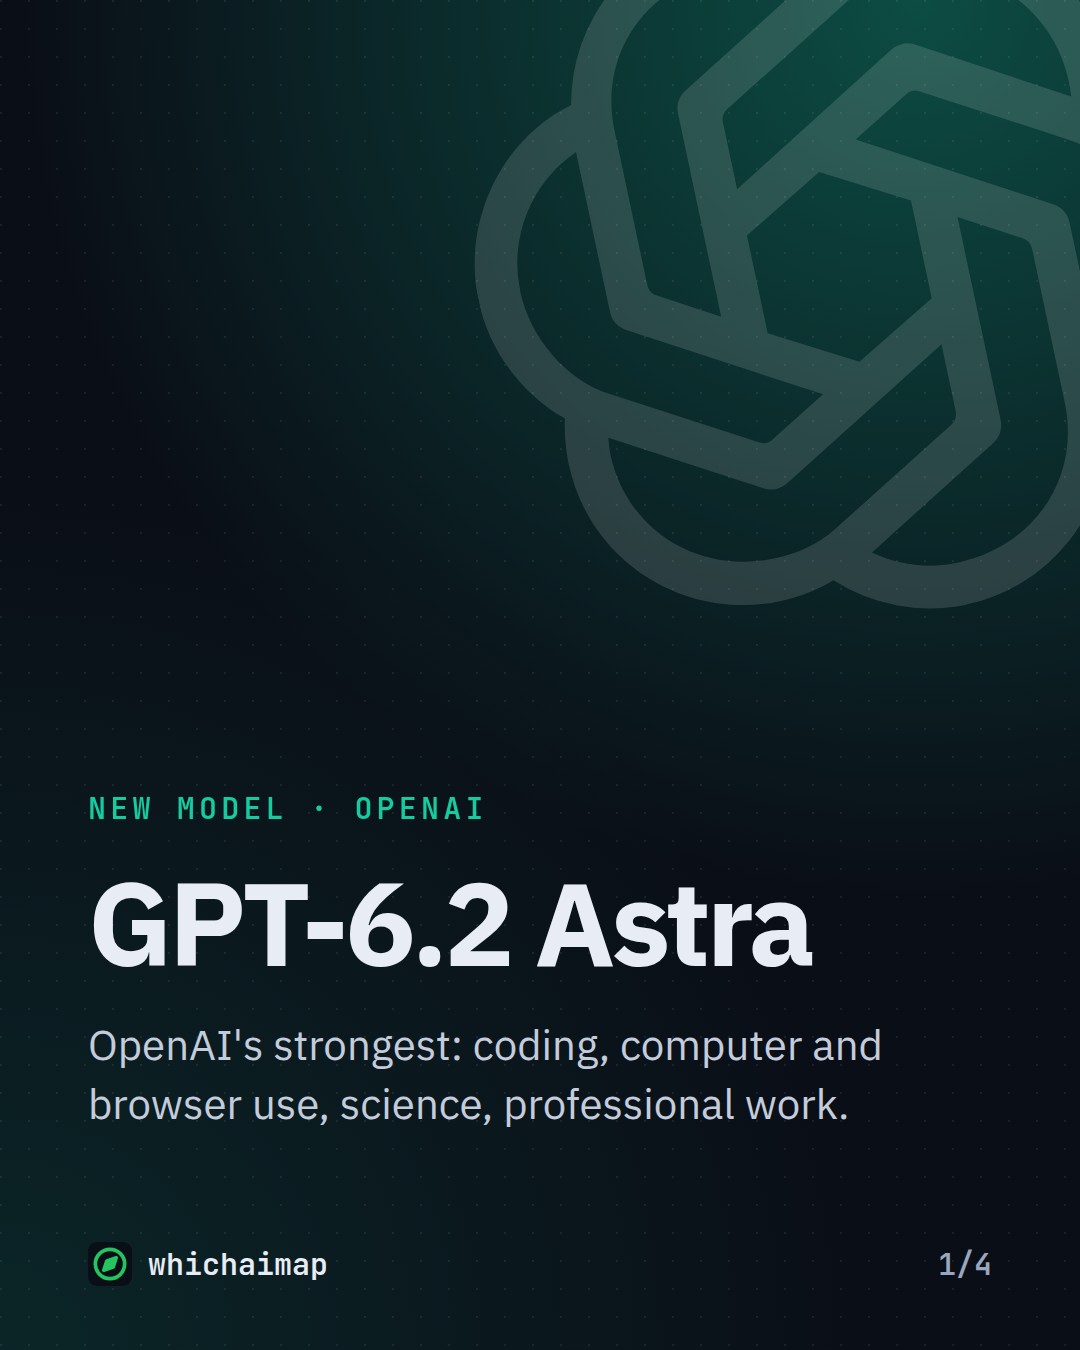 NEW MODEL · OPENAI
GPT-6.2 Astra
OpenAI's strongest: coding, computer and
browser use, science, professional work.
whichaimap
1/4